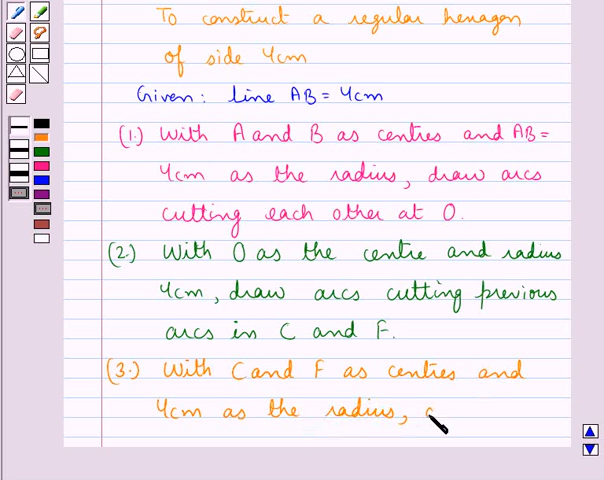 To construct a regular hexagon
of side 4cm
Given: line AB = 4cm
(1.) With A and B as centres and AB =
4cm as the radius, draw arcs
cutting each other at O.
(2.) With O as the centre and radius
4cm, draw arcs cutting previous
arcs in C and F.
(3.) With C and F as centres and
4cm as the radius,